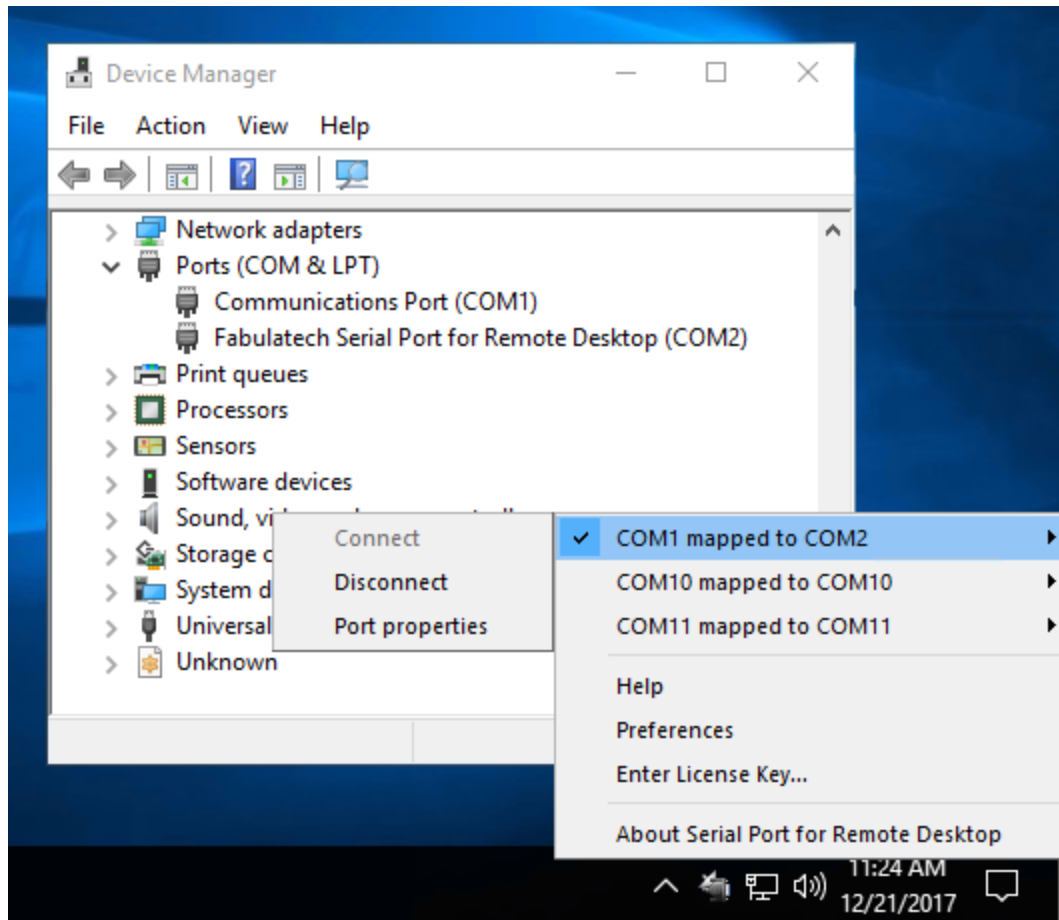 Device Manager
File Action View Help
Network adapters
Ports (COM & LPT)
Communications Port (COM1)
Fabulatech Serial Port for Remote Desktop (COM2)
Print queues
Processors
Sensors
Software devices
Sound,
Storage
System
Universal
Unknown
Connect
Disconnect
Port properties
COM1 mapped to COM2
COM10 mapped to COM10
COM11 mapped to COM11
Help
Preferences
Enter License Key...
About Serial Port for Remote Desktop
11:24 AM
12/21/2017